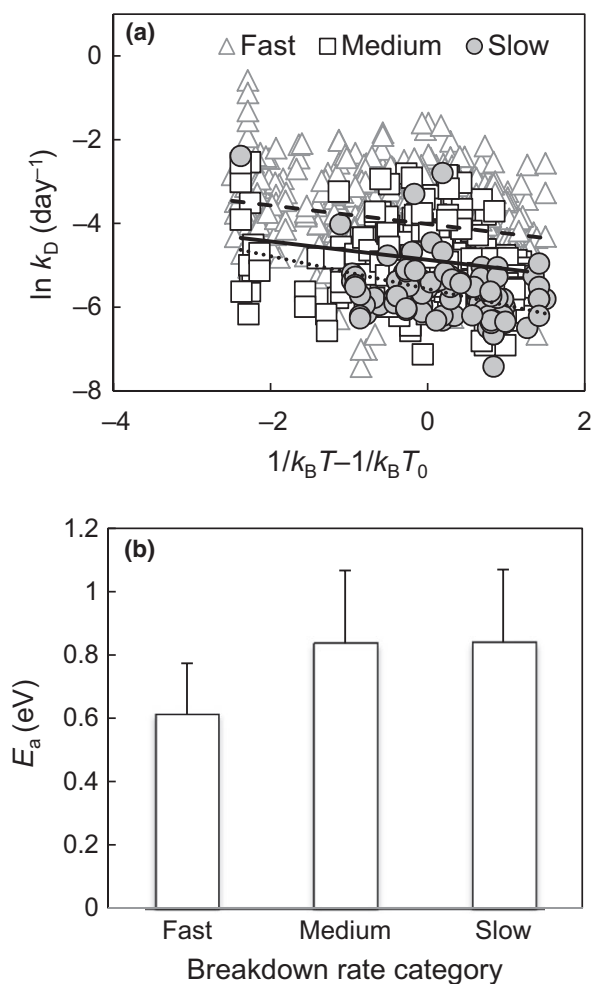 (a)
Fast Medium Slow
0
−2
−4
−6
−8
ln kD (day−1)
−4 −2 0 2
1/kBT–1/kBT0
(b)
1.2
1
0.8
0.6
0.4
0.2
0
Ea (eV)
Fast Medium Slow
Breakdown rate category